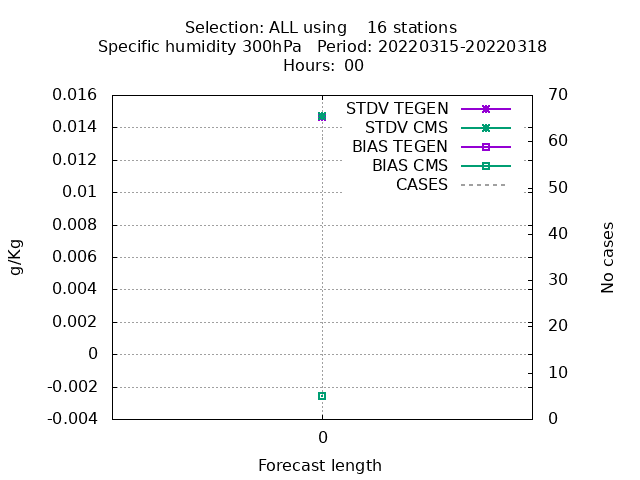 Selection: ALL using    16 stations
Specific humidity 300hPa   Period: 20220315-20220318
Hours:  00
0.016
0.014
0.012
0.01
0.008
0.006
0.004
0.002
0
-0.002
-0.004
g/Kg
STDV TEGEN
STDV CMS
BIAS TEGEN
BIAS CMS
CASES
70
60
50
40
30
20
10
0
No cases
0
Forecast length